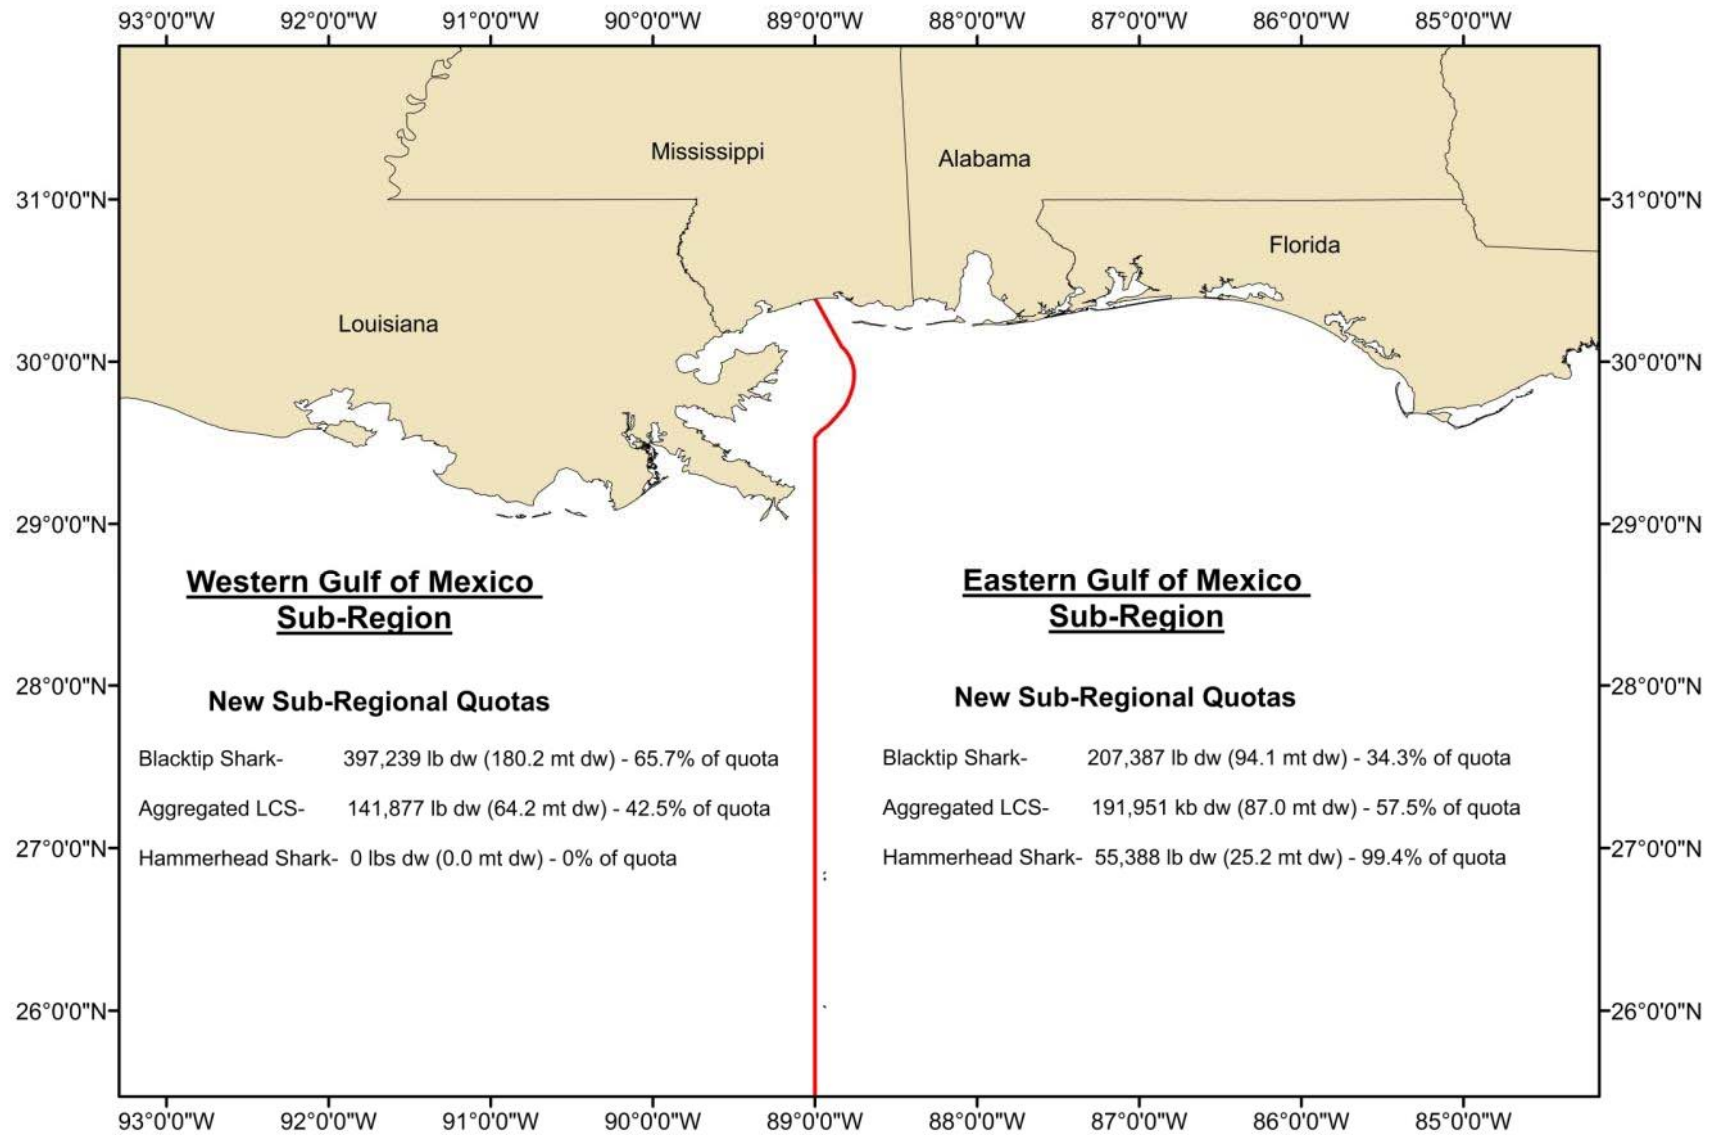 93°0'0"W 92°0'0"W 91°0'0"W 90°0'0"W 89°0'0"W 88°0'0"W 87°0'0"W 86°0'0"W 85°0'0"W
Mississippi
Alabama
31°0'0"N 31°0'0"N
Florida
Louisiana
30°0'0"N 30°0'0"N
29°0'0"N 29°0'0"N
Western Gulf of Mexico
Sub-Region
Eastern Gulf of Mexico
Sub-Region
28°0'0"N 28°0'0"N
New Sub-Regional Quotas
Blacktip Shark- 397,239 lb dw (180.2 mt dw) - 65.7% of quota
Aggregated LCS- 141,877 lb dw (64.2 mt dw) - 42.5% of quota
Hammerhead Shark- 0 lbs dw (0.0 mt dw) - 0% of quota
New Sub-Regional Quotas
Blacktip Shark- 207,387 lb dw (94.1 mt dw) - 34.3% of quota
Aggregated LCS- 191,951 kb dw (87.0 mt dw) - 57.5% of quota
Hammerhead Shark- 55,388 lb dw (25.2 mt dw) - 99.4% of quota
27°0'0"N 27°0'0"N
26°0'0"N 26°0'0"N
93°0'0"W 92°0'0"W 91°0'0"W 90°0'0"W 89°0'0"W 88°0'0"W 87°0'0"W 86°0'0"W 85°0'0"W